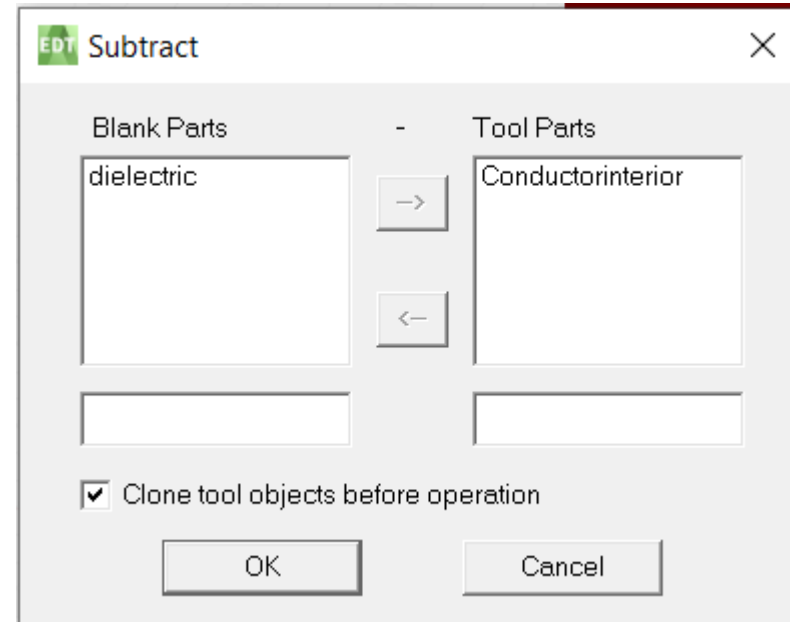 EDT Subtract
Blank Parts - Tool Parts
dielectric Conductorinterior
-->
<--
Clone tool objects before operation
OK Cancel